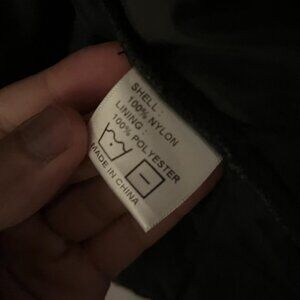 SHELL :
100% NYLON
LINING :
100% POLYESTER
MADE IN CHINA